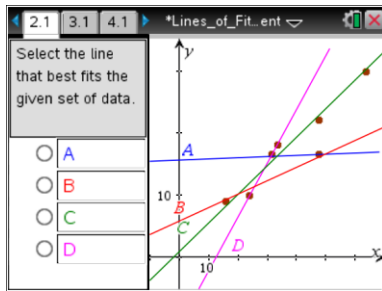 2.1 3.1 4.1 *Lines_of_Fit...ent
Select the line
that best fits the
given set of data.
A
B
C
D
y
A
10
B
C
D
10
x